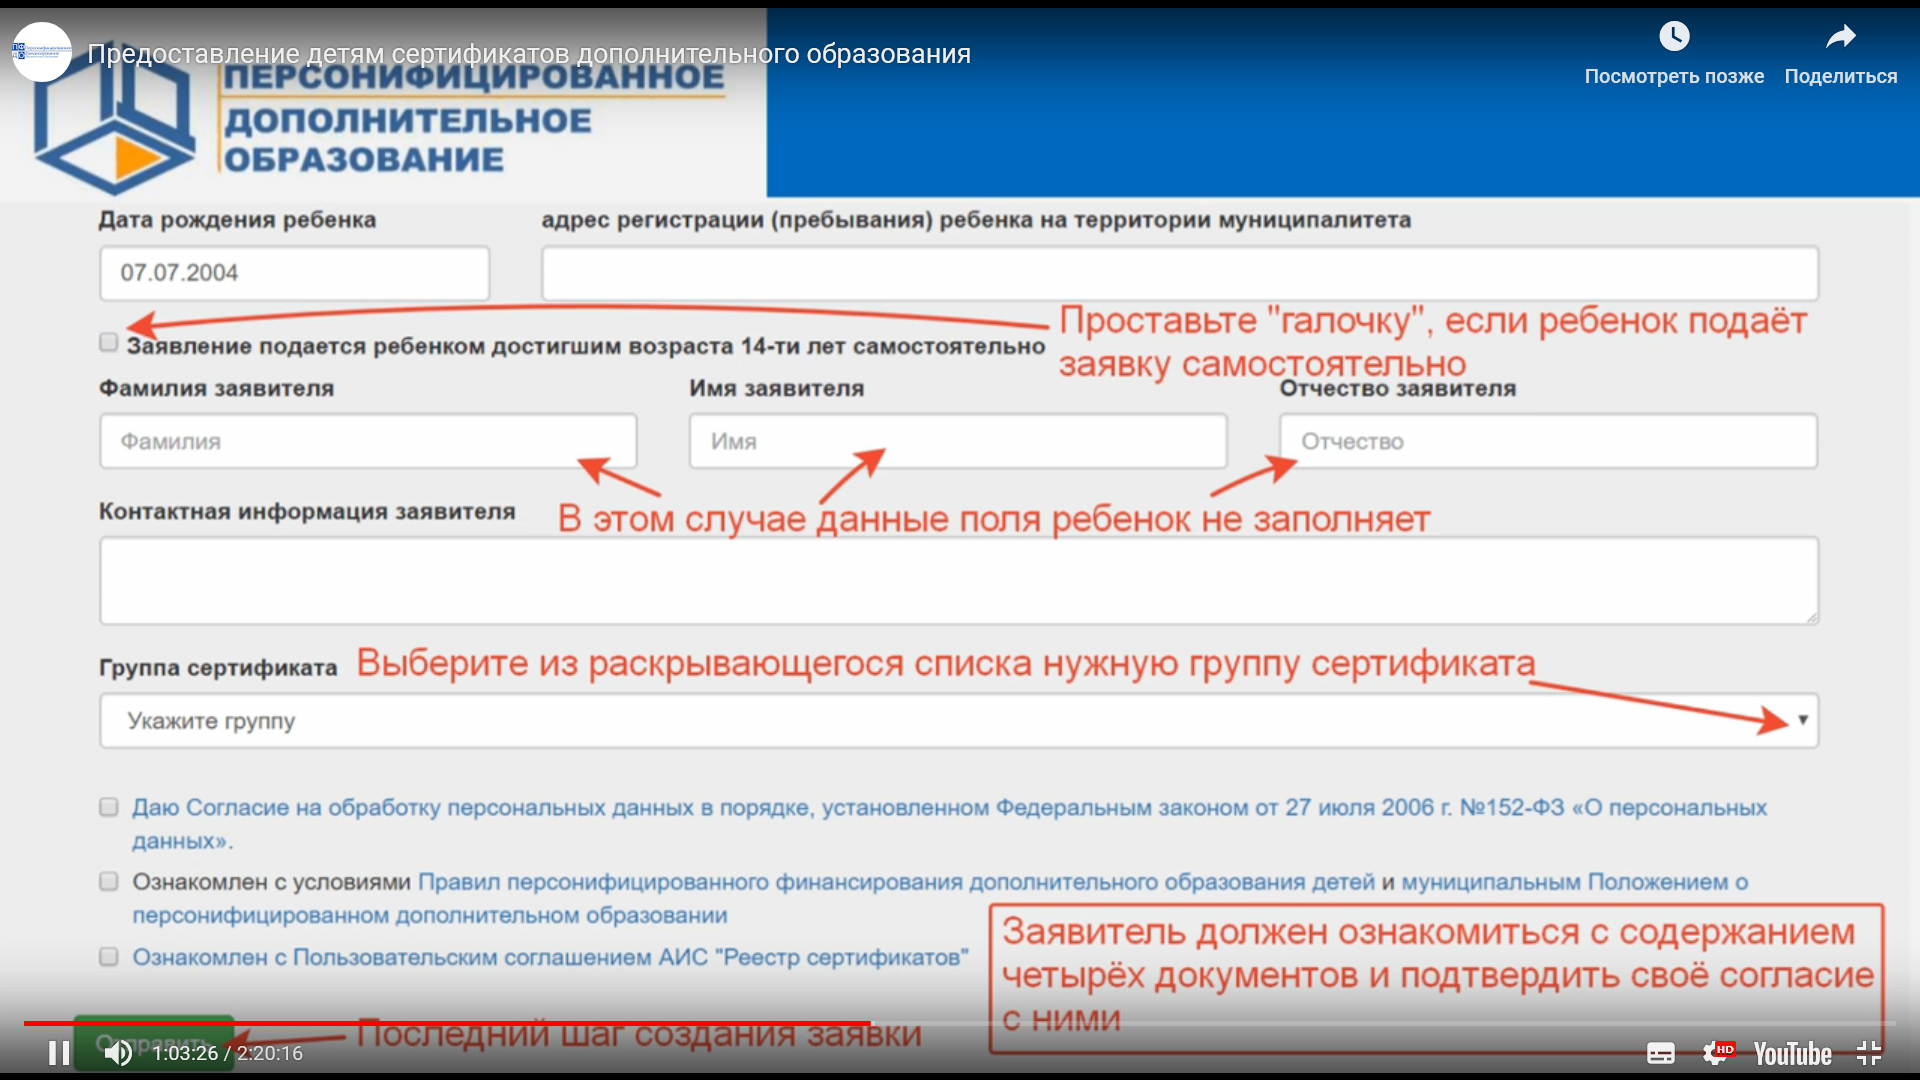 Предоставление детям сертификатов дополнительного образования
Посмотреть позже
Поделиться
ПЕРСОНИФИЦИРОВАННОЕ
ДОПОЛНИТЕЛЬНОЕ
ОБРАЗОВАНИЕ
Дата рождения ребенка
адрес регистрации (пребывания) ребенка на территории муниципалитета
07.07.2004
Проставьте "галочку", если ребенок подаёт
заявку самостоятельно
Заявление подается ребенком достигшим возраста 14-ти лет самостоятельно
Фамилия заявителя
Имя заявителя
Отчество заявителя
Фамилия
Имя
Отчество
Контактная информация заявителя
В этом случае данные поля ребенок не заполняет
Группа сертификата
Выберите из раскрывающегося списка нужную группу сертификата
Укажите группу
Даю Согласие на обработку персональных данных в порядке, установленном Федеральным законом от 27 июля 2006 г. №152-ФЗ «О персональных
данных».
Ознакомлен с условиями Правил персонифицированного финансирования дополнительного образования детей и муниципальным Положением о
персонифицированном дополнительном образовании
Ознакомлен с Пользовательским соглашением АИС "Реестр сертификатов"
Заявитель должен ознакомиться с содержанием
четырёх документов и подтвердить своё согласие
с ними
Отправить
Последний шаг создания заявки
1:03:26 / 2:20:16
HD
YouTube